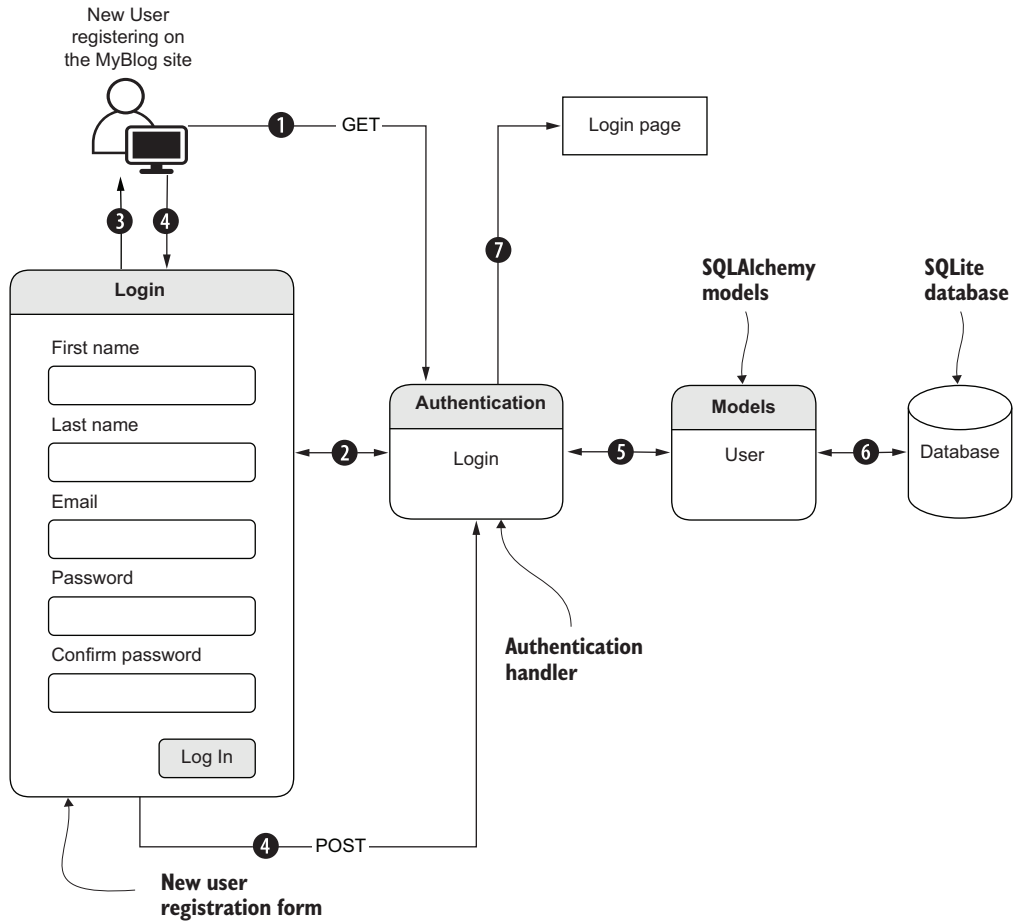 New User
registering on
the MyBlog site
1
GET
Login page
3
4
7
SQLAlchemy
models
SQLite
database
Login
First name
Last name
Email
Password
Confirm password
Log In
2
Authentication
Login
5
Models
User
6
Database
Authentication
handler
4
POST
New user
registration form